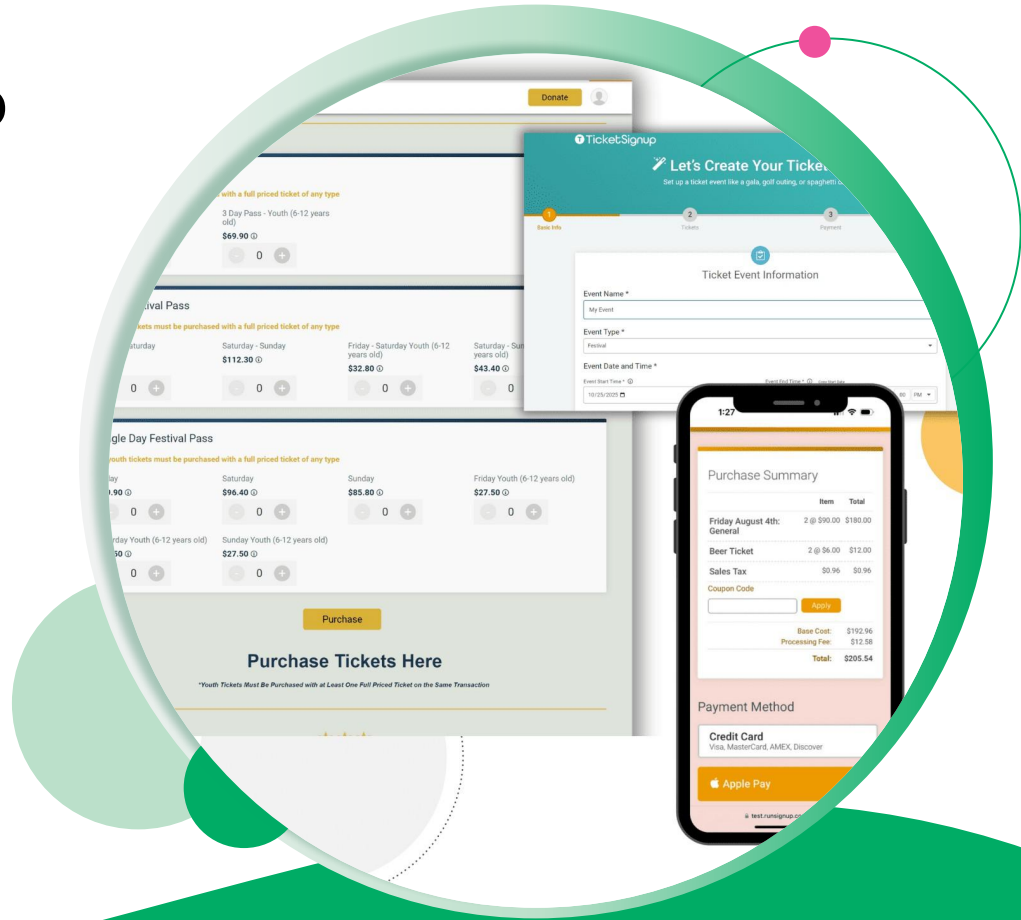 Donate
with a full priced ticket of any type
3 Day Pass - Youth (6-12 years
old)
$69.90
0
Pass
must be purchased with a full priced ticket of any type
Saturday - Sunday
$112.30
Friday - Saturday Youth (6-12
years old)
$32.80
Saturday -
years old)
$43.40
0
0
0
0
Day Festival Pass
youth tickets must be purchased with a full priced ticket of any type
Saturday
$96.40
Sunday
$85.80
Friday Youth (6-12 years old)
$27.50
0
0
0
0
Youth (6-12 years old)
Sunday Youth (6-12 years old)
$27.50
0
0
Purchase
Purchase Tickets Here
*Youth Tickets Must Be Purchased with at Least One Full Priced Ticket on the Same Transaction
TicketSignup
Let's Create Your
Set up a ticket event like a gala, golf outing, or spaghetti
1
2
3
Basic Info
Tickets
Payment
Ticket Event Information
Event Name *
My Event
Event Type *
Festival
Event Date and Time *
Event Start Time *
Event End Time *
10/25/2025
PM
1:27
Purchase Summary
Item Total
Friday August 4th: 2 @ $90.00 $180.00
General
Beer Ticket 2 @ $6.00 $12.00
Sales Tax $0.96 $0.96
Coupon Code
Apply
Base Cost: $192.96
Processing Fee: $12.58
Total: $205.54
Payment Method
Credit Card
Visa, MasterCard, AMEX, Discover
Apple Pay